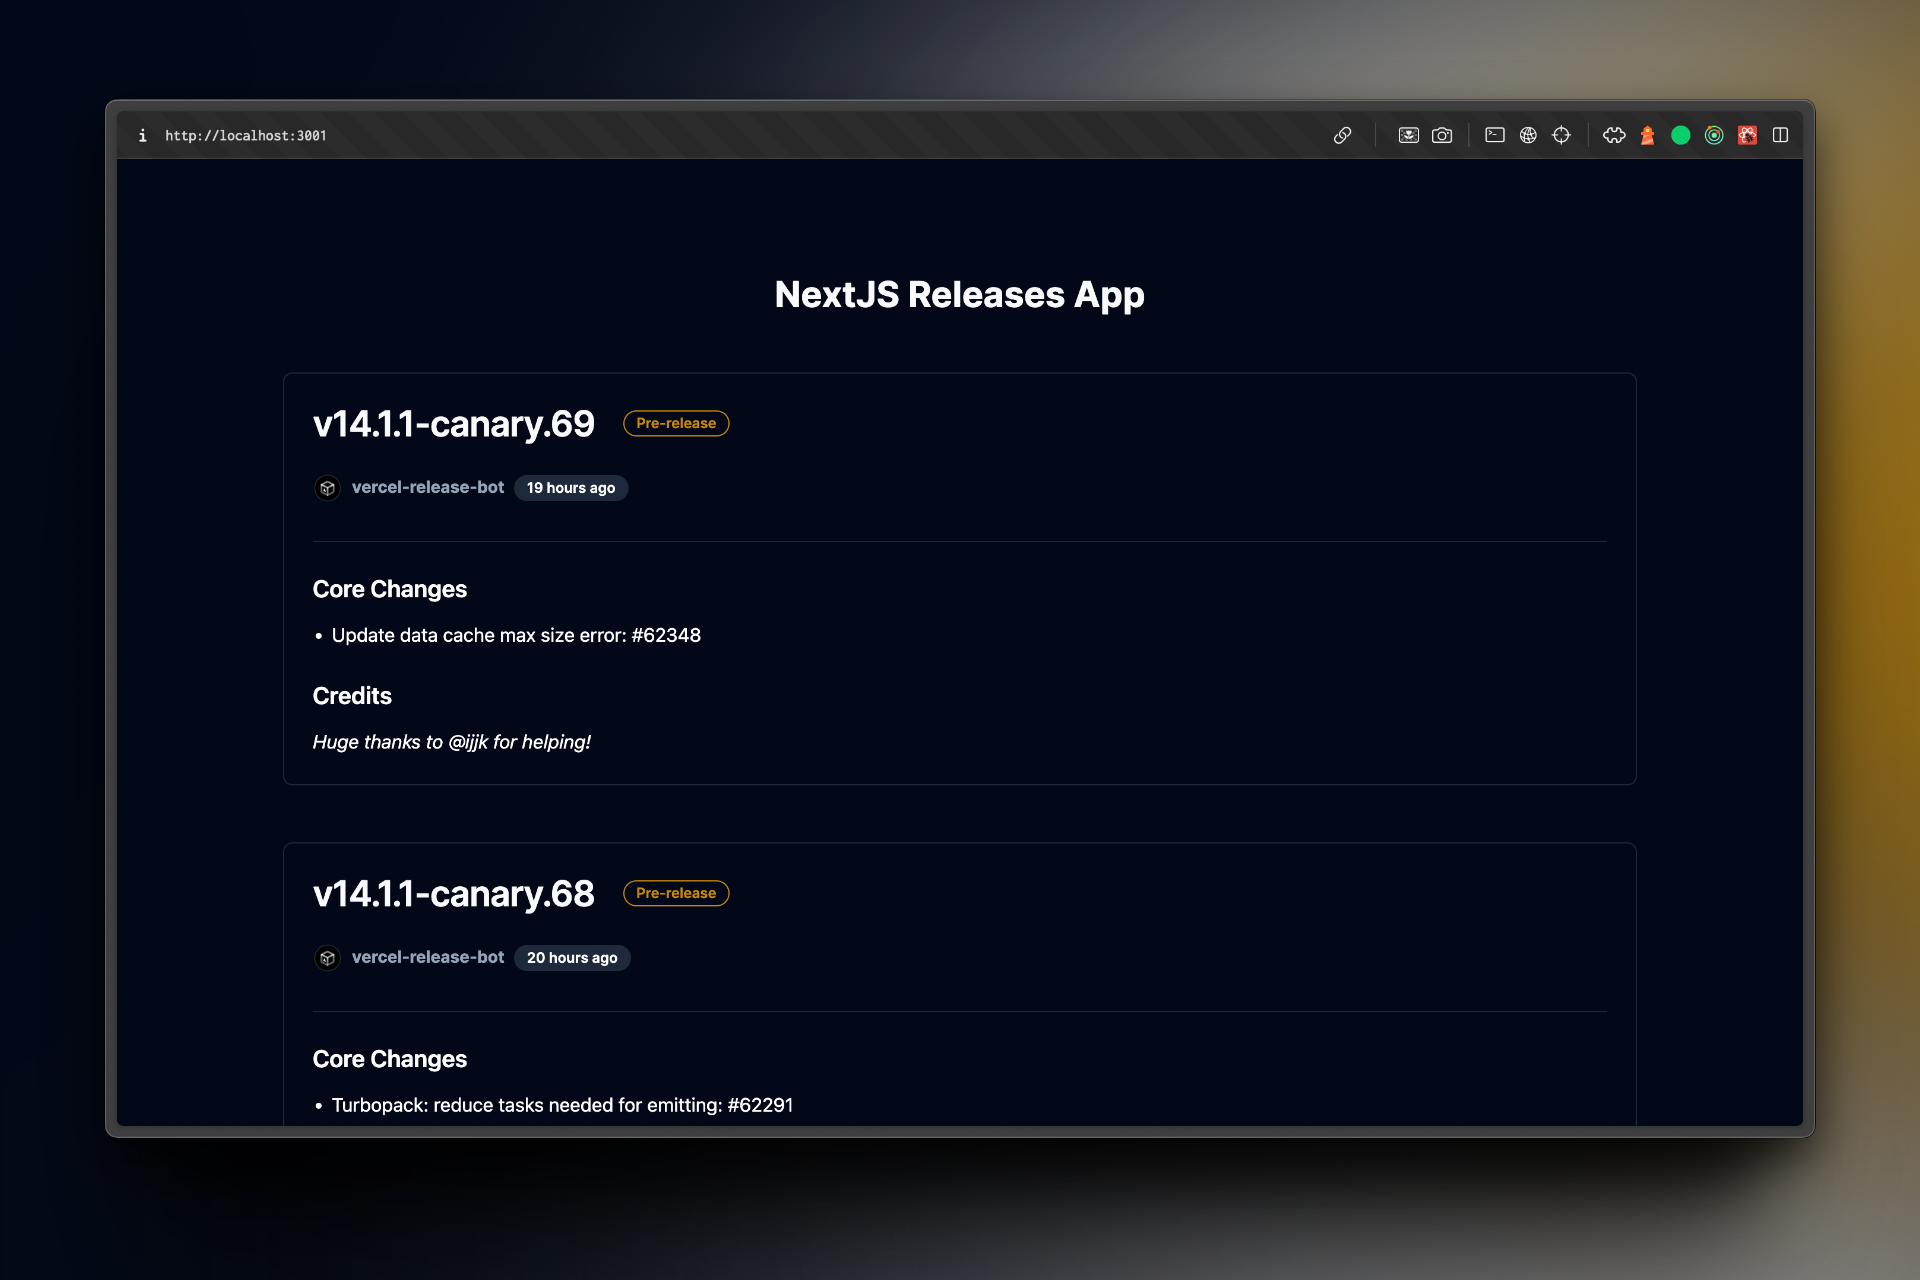 i http://localhost:3001
NextJS Releases App
v14.1.1-canary.69 Pre-release
vercel-release-bot 19 hours ago
Core Changes
• Update data cache max size error: #62348
Credits
Huge thanks to @ijjk for helping!
v14.1.1-canary.68 Pre-release
vercel-release-bot 20 hours ago
Core Changes
• Turbopack: reduce tasks needed for emitting: #62291